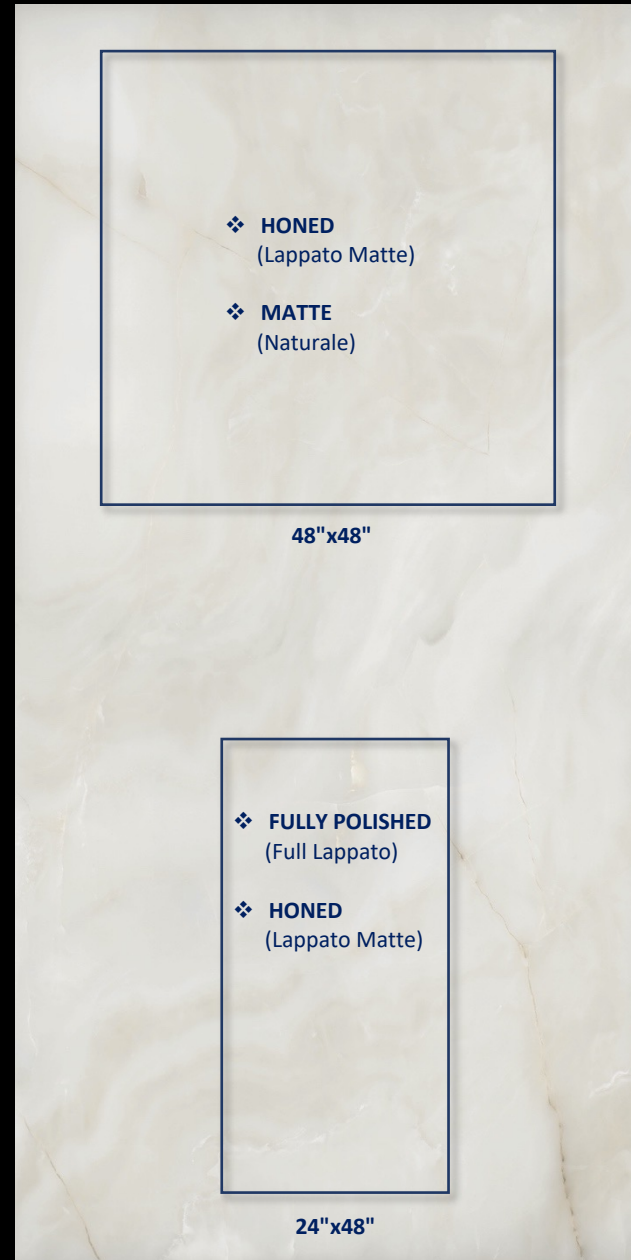 ❖ HONED
(Lappato Matte)
❖ MATTE
(Naturale)
48"x48"
❖ FULLY POLISHED
(Full Lappato)
❖ HONED
(Lappato Matte)
24"x48"